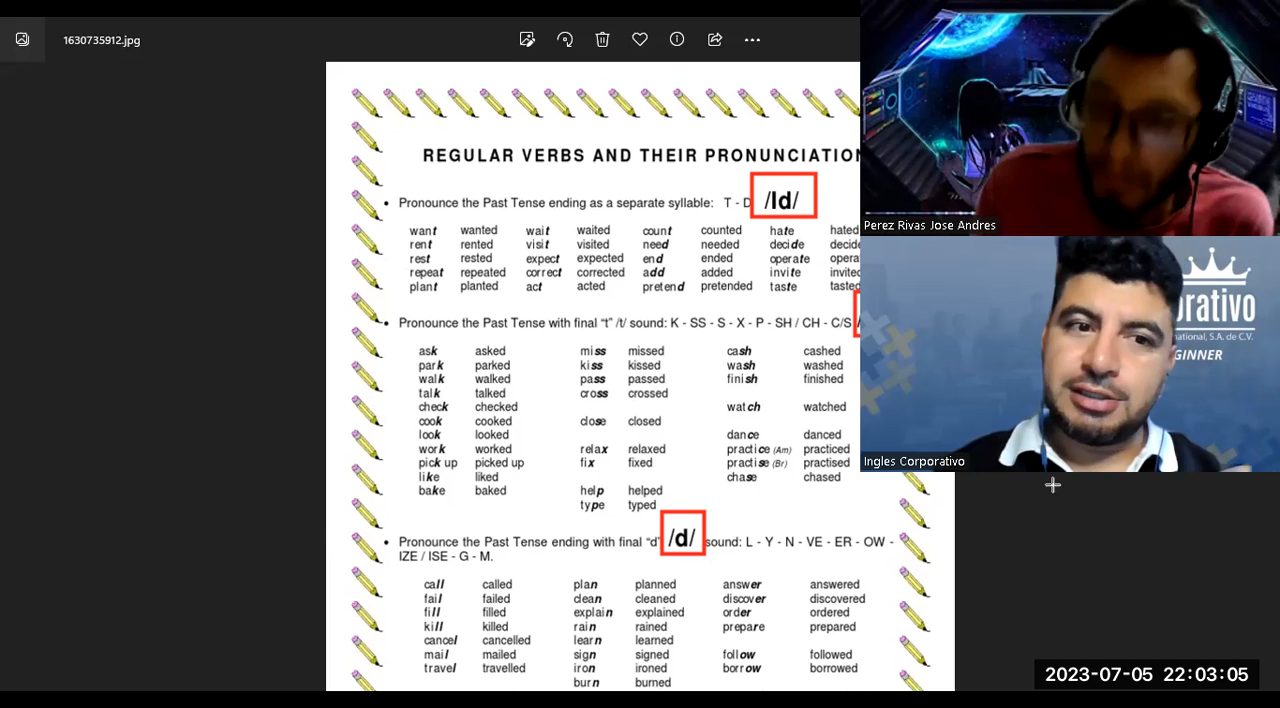 1630735912.jpg
REGULAR VERBS AND THEIR PRONUNCIATION
• Pronounce the Past Tense ending as a separate syllable: T - D /Id/
want wanted wait waited count counted hate hated
rent rented visit visited need needed decide decide
rest rested expect expected end ended operate opera
repeat repeated correct corrected add added invite invited
plant planted act acted pretend pretended taste tasted
• Pronounce the Past Tense with final “t” /t/ sound: K - SS - S - X - P - SH / CH - C/S
ask asked miss missed cash cashed
park parked kiss kissed wash washed
walk walked pass passed finish finished
talk talked cross crossed
check checked watch watched
cook cooked close closed
look looked dance danced
work worked relax relaxed practice (Am) practiced
pick up picked up fix fixed practise (Br) practised
like liked chase chased
bake baked help helped
type typed
• Pronounce the Past Tense ending with final “d” /d/ sound: L - Y - N - VE - ER - OW -
IZE / ISE - G - M.
call called plan planned answer answered
fail failed clean cleaned discover discovered
fill filled explain explained order ordered
kill killed rain rained prepare prepared
cancel cancelled learn learned
mail mailed sign signed follow followed
travel travelled iron ironed borrow borrowed
burn burned
Perez Rivas Jose Andres
orativo
national, S.A. de C.V.
GINNER
Ingles Corporativo
2023-07-05 22:03:05